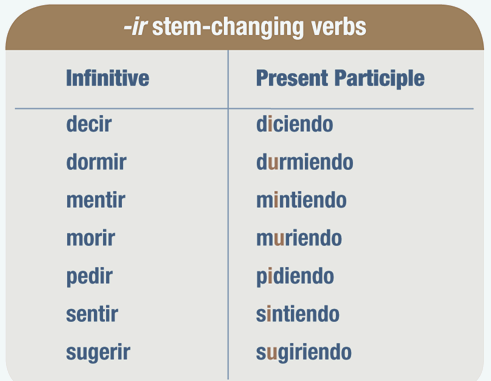 -ir stem-changing verbs
Infinitive Present Participle
decir diciendo
dormir durmiendo
mentir mintiendo
morir muriendo
pedir pidiendo
sentir sintiendo
sugerir sugiriendo